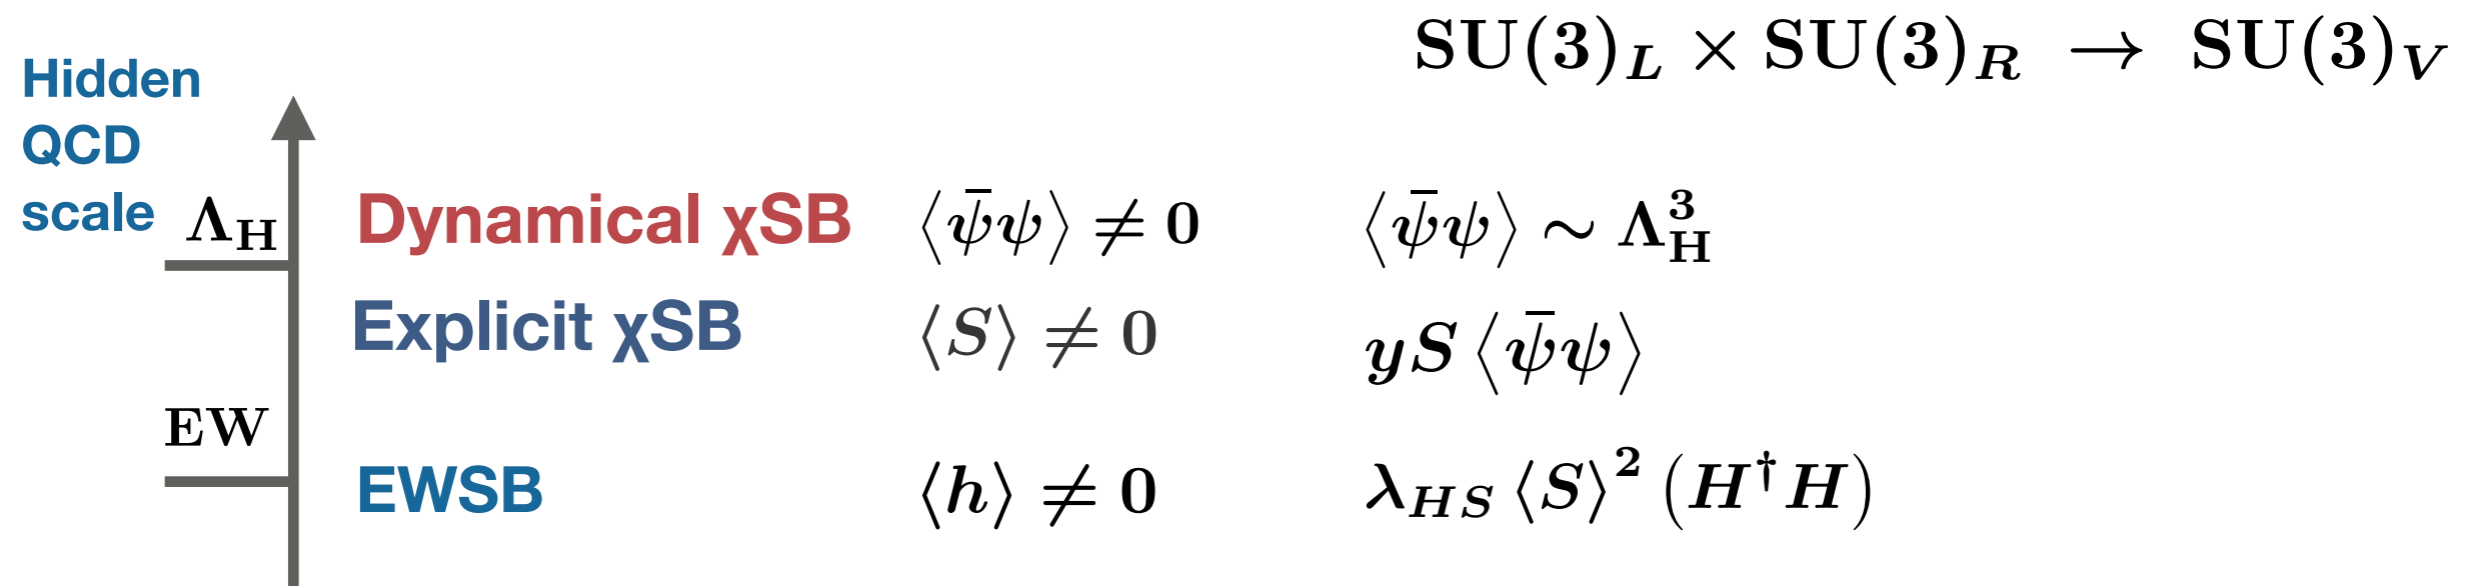 SU(3)_L × SU(3)_R → SU(3)_V
Hidden
QCD
scale
Λ_H
Dynamical χSB ⟨ψ̄ψ⟩ ≠ 0 ⟨ψ̄ψ⟩ ∼ Λ_H^3
Explicit χSB ⟨S⟩ ≠ 0 yS⟨ψ̄ψ⟩
EW
EWSB ⟨h⟩ ≠ 0 λ_HS ⟨S⟩^2 (H^†H)